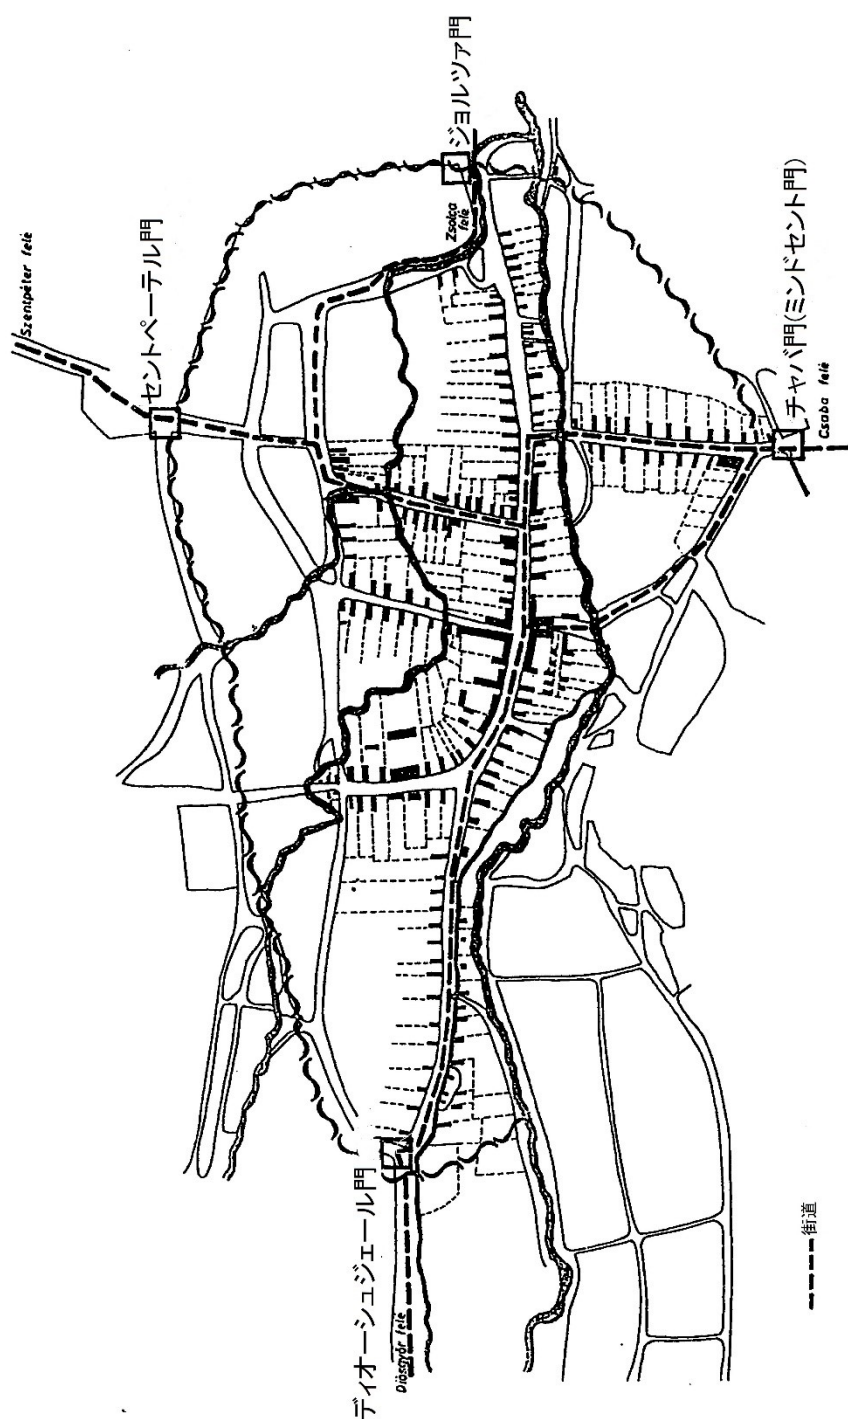 Szentpéter felé
セントペーテル門
ジョルツァ門
Zsolca
felé
チャバ門(ミンドセント門)
Csaba felé
ディオーシュジェール門
Diósgyőr felé
街道